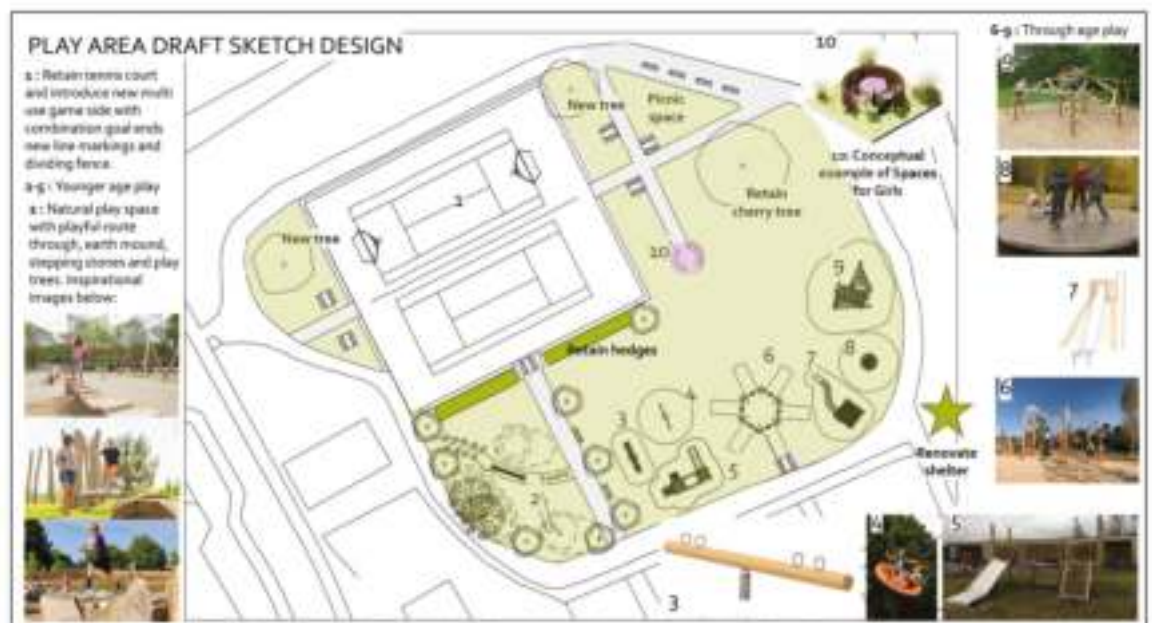 PLAY AREA DRAFT SKETCH DESIGN
1 : Retain tennis court
and introduce new multi
use game side with
combination goal ends
new line markings and
dividing fence.
2-5 : Younger age play
2 : Natural play space
with playful route
through, earth mound,
stepping stones and play
trees. Inspirational
images below:
New tree
New tree
Picnic
space
Retain
cherry tree
Retain hedges
1
2
3
4
5
6
7
8
9
10
10
10: Conceptual
example of Spaces
for Girls
Renovate
shelter
6-9 : Through age play
9
8
7
6
3
4
5